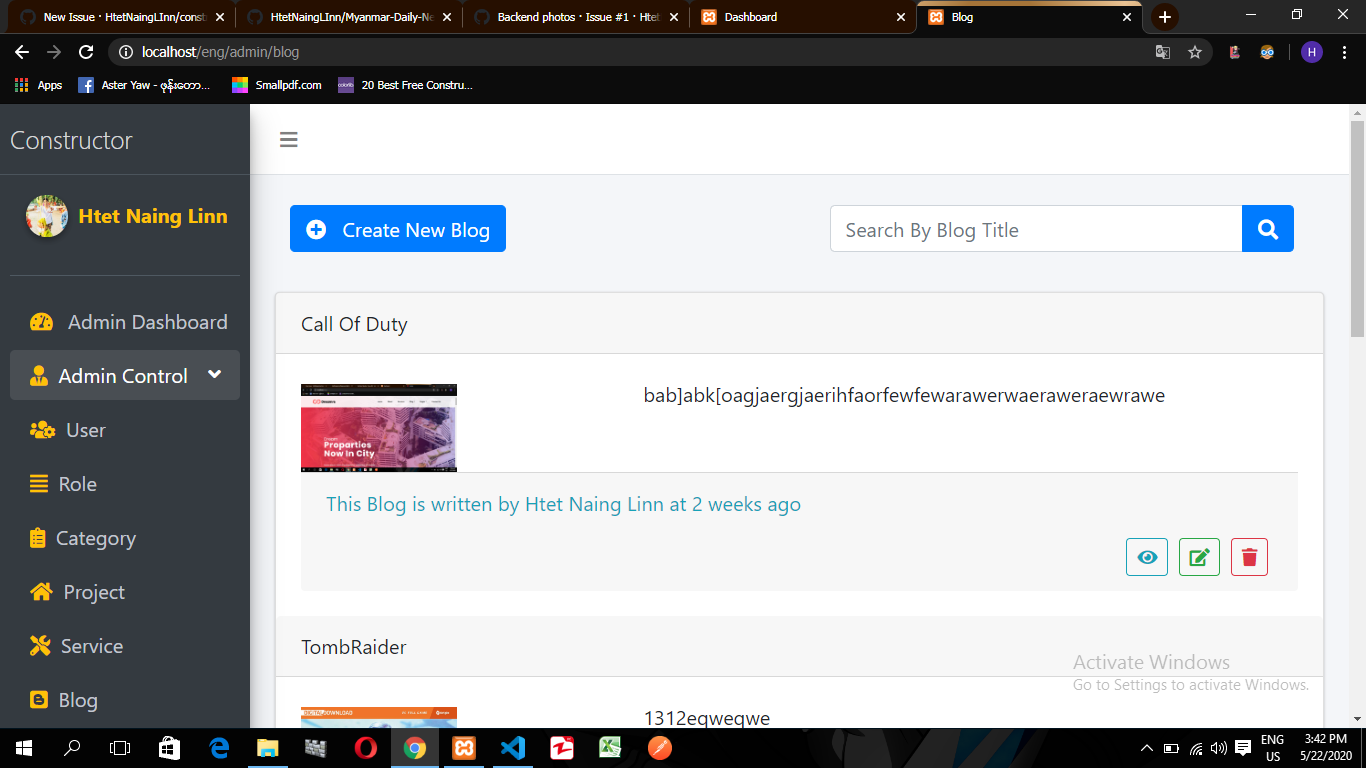 New Issue · HtetNaingLInn/const
HtetNaingLInn/Myanmar-Daily-Ne
Backend photos · Issue #1 · Htet
Dashboard
Blog
localhost/eng/admin/blog
H
Apps
Aster Yaw -
Smallpdf.com
20 Best Free Constru...
Constructor
Htet Naing Linn
Admin Dashboard
Admin Control
User
Role
Category
Project
Service
Blog
Create New Blog
Search By Blog Title
Call Of Duty
Properties
Now In City
bab]abk[oagjaergjaerihfaorfewfewarawerwaeraweraewrawe
This Blog is written by Htet Naing Linn at 2 weeks ago
TombRaider
DIGITAL DOWNLOAD
1312eqweqwe
Activate Windows
Go to Settings to activate Windows.
ENG
US
3:42 PM
5/22/2020